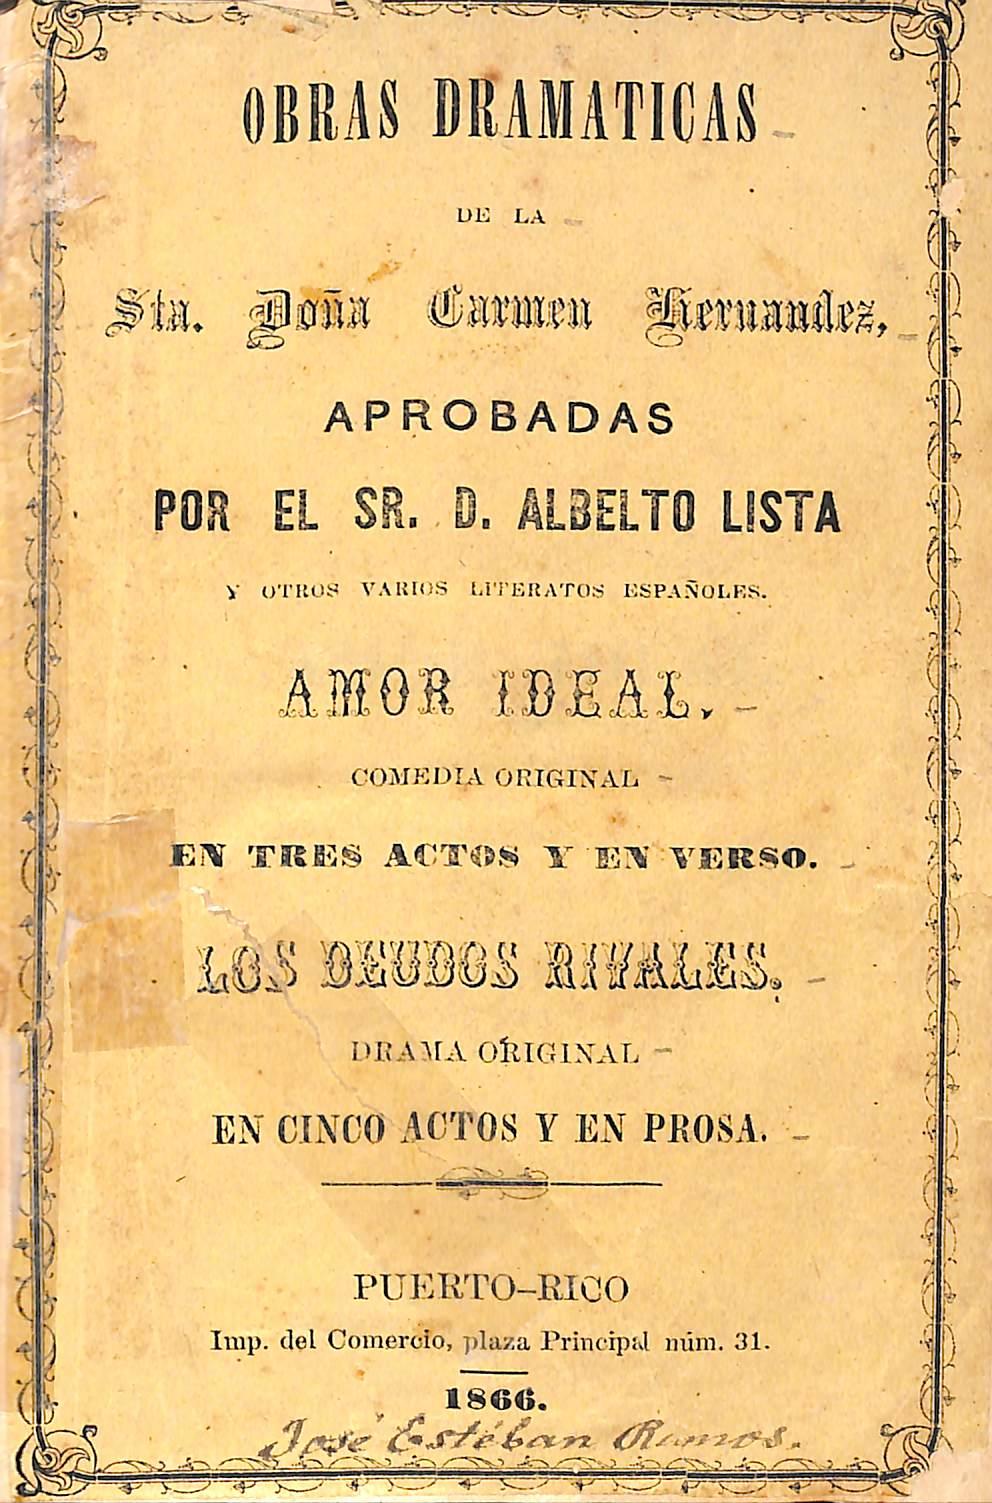 OBRAS DRAMATICAS
DE LA
Sta. Doña Carmen Hernandez,
APROBADAS
POR EL SR. D. ALBELTO LISTA
Y OTROS VARIOS LITERATOS ESPAÑOLES.
AMOR IDEAL.
COMEDIA ORIGINAL
EN TRES ACTOS Y EN VERSO.
LOS DEUDOS RIVALES.
DRAMA ORIGINAL
EN CINCO ACTOS Y EN PROSA.
PUERTO-RICO
Imp. del Comercio, plaza Principal núm. 31.
1866.
José Estéban Ramos.